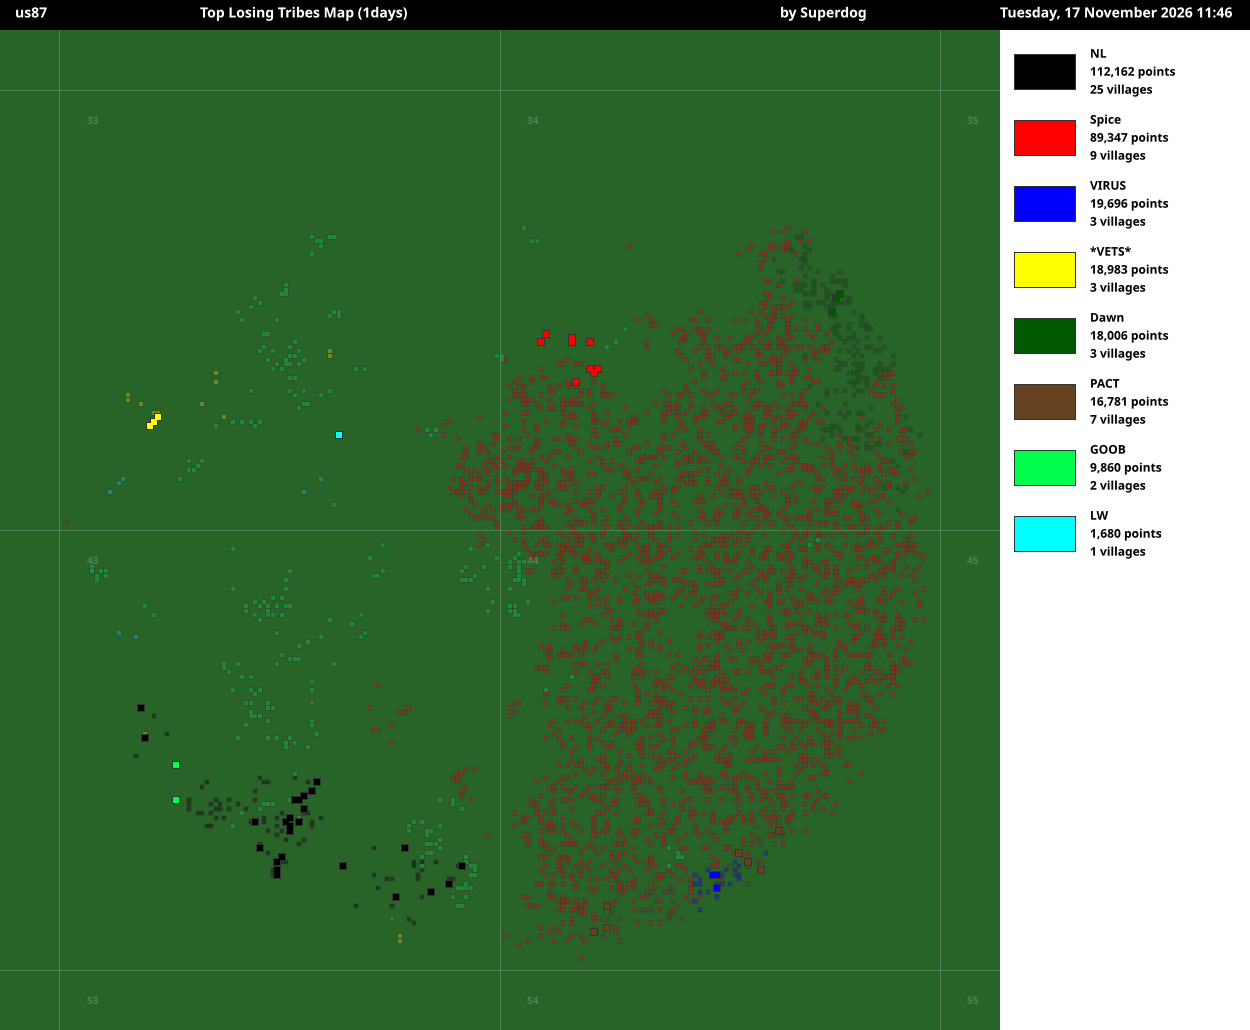 us87 Top Losing Tribes Map (1days) by Superdog Tuesday, 17 November 2026 11:46
33 34 35
43 44 45
53 54 55
NL
112,162 points
25 villages
Spice
89,347 points
9 villages
VIRUS
19,696 points
3 villages
*VETS*
18,983 points
3 villages
Dawn
18,006 points
3 villages
PACT
16,781 points
7 villages
GOOB
9,860 points
2 villages
LW
1,680 points
1 villages